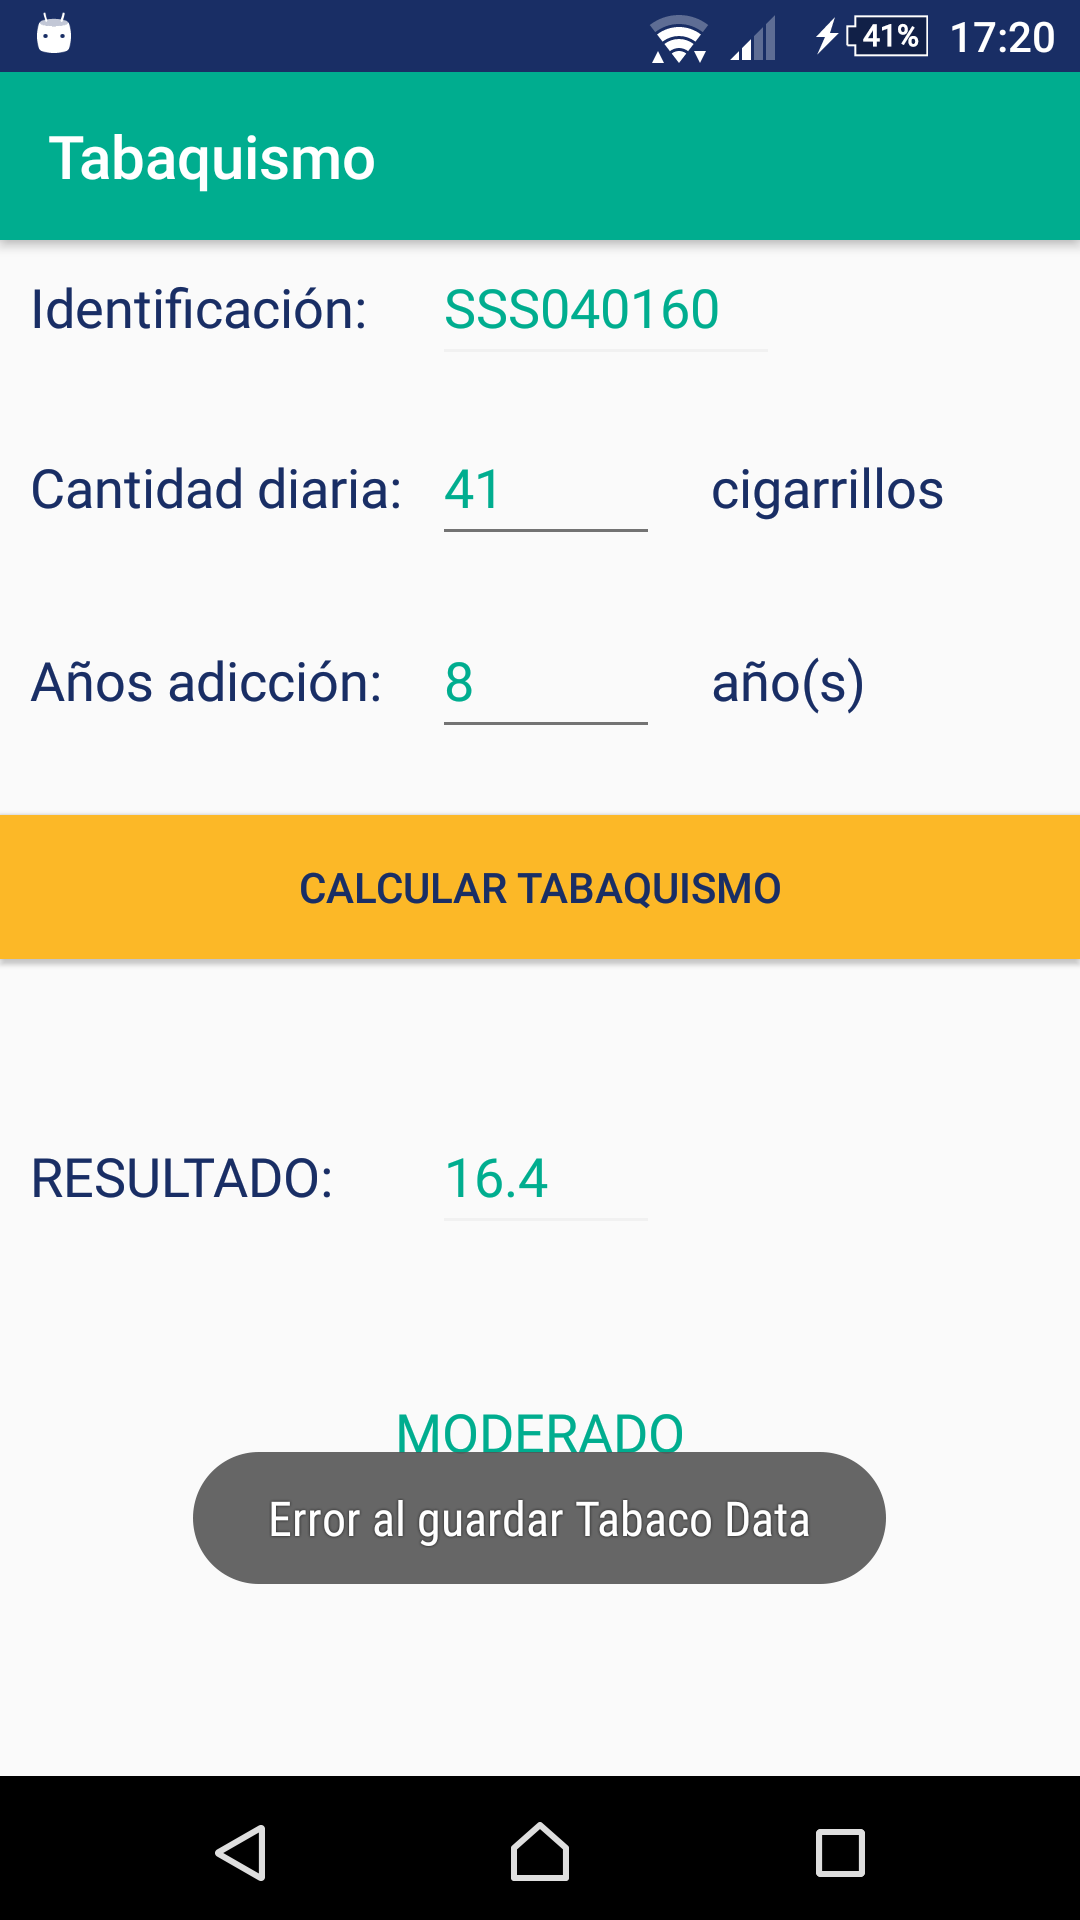 41% 17:20
Tabaquismo
Identificación: SSS040160
Cantidad diaria: 41 cigarrillos
Años adicción: 8 año(s)
CALCULAR TABAQUISMO
RESULTADO: 16.4
MODERADO
Error al guardar Tabaco Data